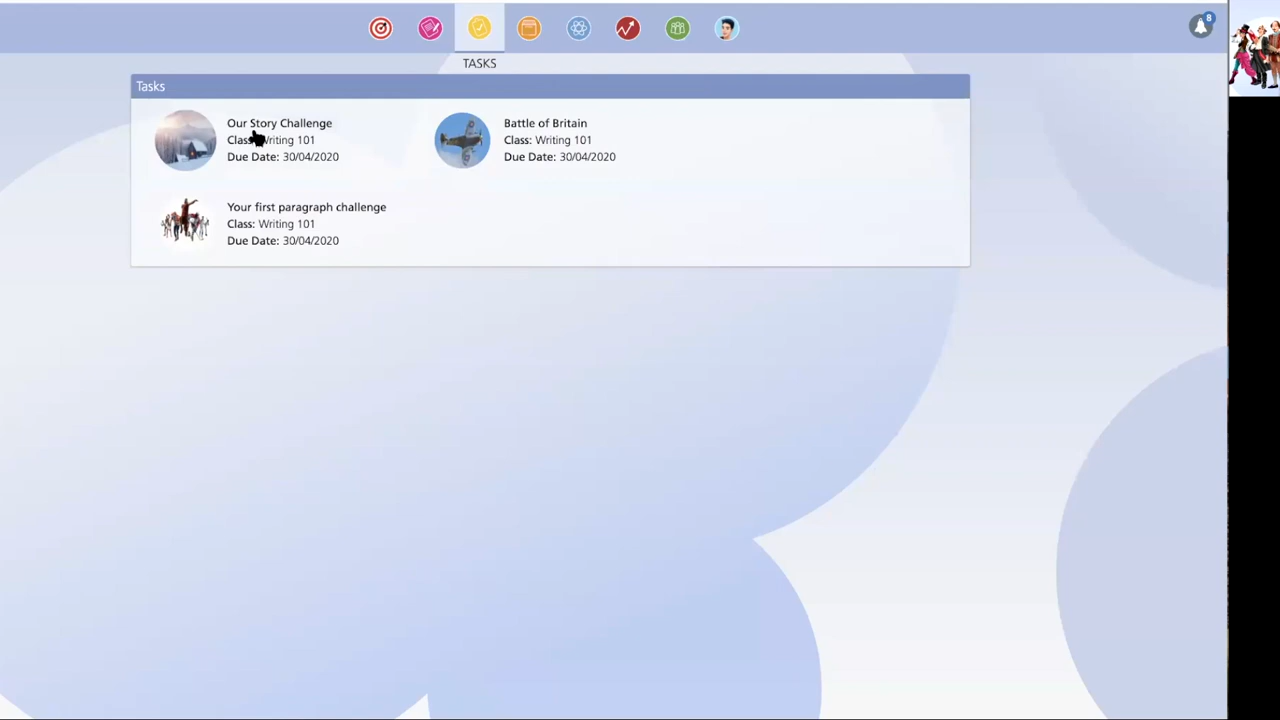 8
TASKS
Tasks
Our Story Challenge
Class: Writing 101
Due Date: 30/04/2020
Battle of Britain
Class: Writing 101
Due Date: 30/04/2020
Your first paragraph challenge
Class: Writing 101
Due Date: 30/04/2020